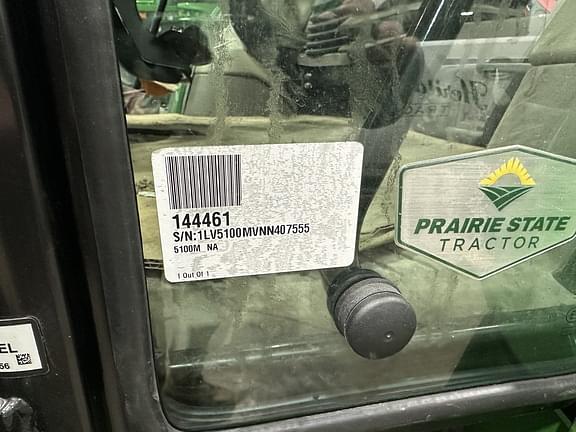 144461
S/N:1LV5100MVNN407555
5100M NA
1 Out Of 1
PRAIRIE STATE
TRACTOR
EL